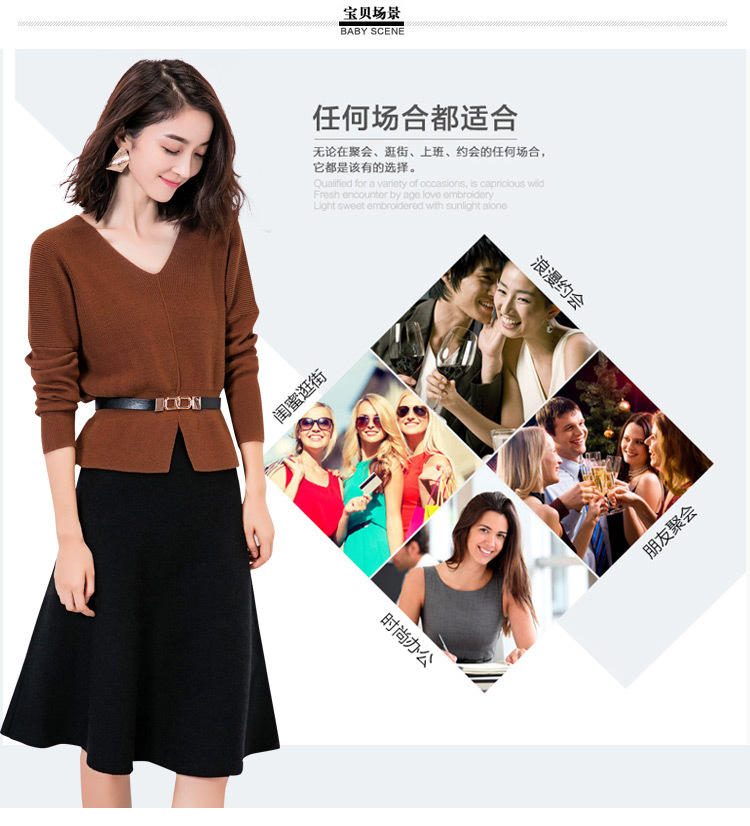 宝贝场景
BABY SCENE
任何场合都适合
无论在聚会、逛街、上班、约会的任何场合，
它都是该有的选择。
Qualified for a variety of occasions, is capricious wild
Fresh encounter by age love embroidery
Light sweet embroidered with sunlight alone
浪漫约会
闺蜜逛街
朋友聚会
时尚办公